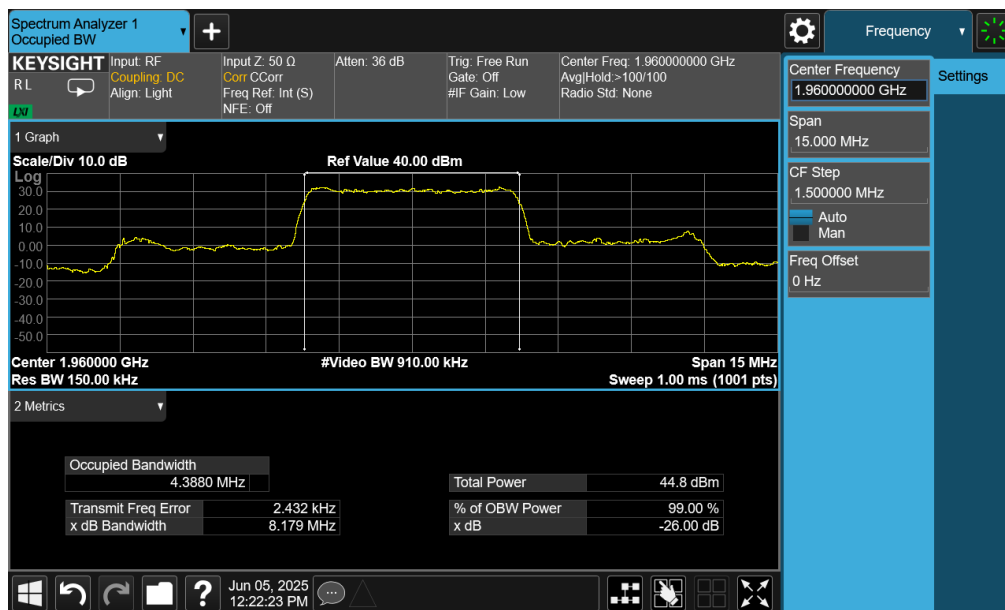 Spectrum Analyzer 1
Occupied BW
Frequency
KEYSIGHT
R L
LXI
Input: RF
Coupling: DC
Align: Light
Input Z: 50 Ω
Corr CCorr
Freq Ref: Int (S)
NFE: Off
Atten: 36 dB
Trig: Free Run
Gate: Off
#IF Gain: Low
Center Freq: 1.960000000 GHz
Avg|Hold:>100/100
Radio Std: None
Center Frequency
1.960000000 GHz
Settings
Span
15.000 MHz
CF Step
1.500000 MHz
Auto
Man
Freq Offset
0 Hz
1 Graph
Scale/Div 10.0 dB
Ref Value 40.00 dBm
Log
30.0
20.0
10.0
0.00
-10.0
-20.0
-30.0
-40.0
-50.0
Center 1.960000 GHz
#Video BW 910.00 kHz
Span 15 MHz
Res BW 150.00 kHz
Sweep 1.00 ms (1001 pts)
2 Metrics
Occupied Bandwidth
4.3880 MHz
Total Power 44.8 dBm
Transmit Freq Error 2.432 kHz
% of OBW Power 99.00 %
x dB Bandwidth 8.179 MHz
x dB -26.00 dB
?
Jun 05, 2025
12:22:23 PM